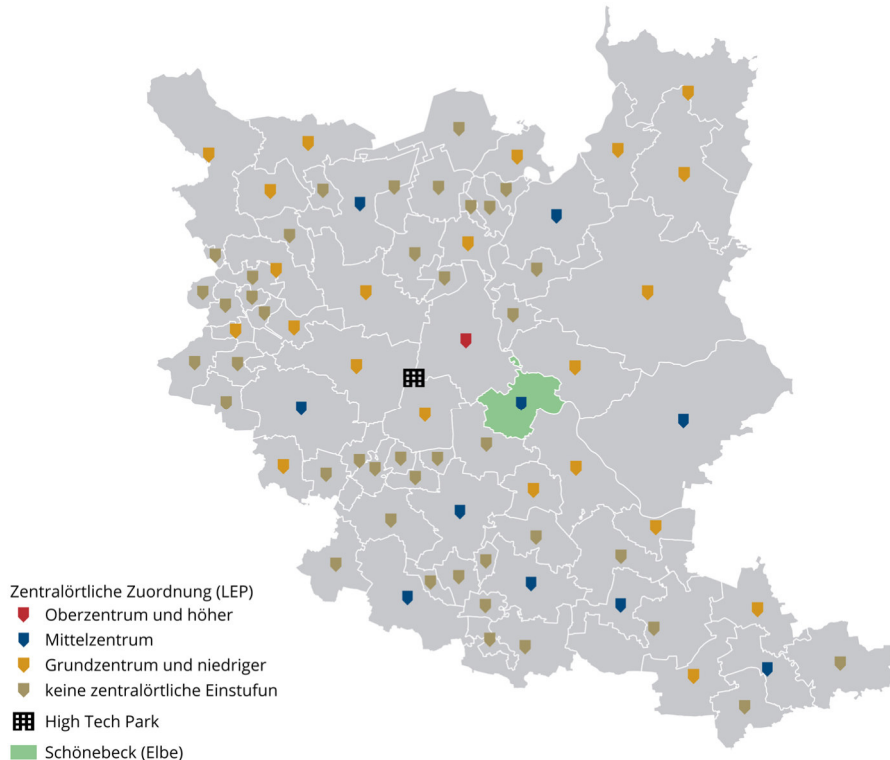 Zentralörtliche Zuordnung (LEP)
Oberzentrum und höher
Mittelzentrum
Grundzentrum und niedriger
keine zentralörtliche Einstufun
High Tech Park
Schönebeck (Elbe)